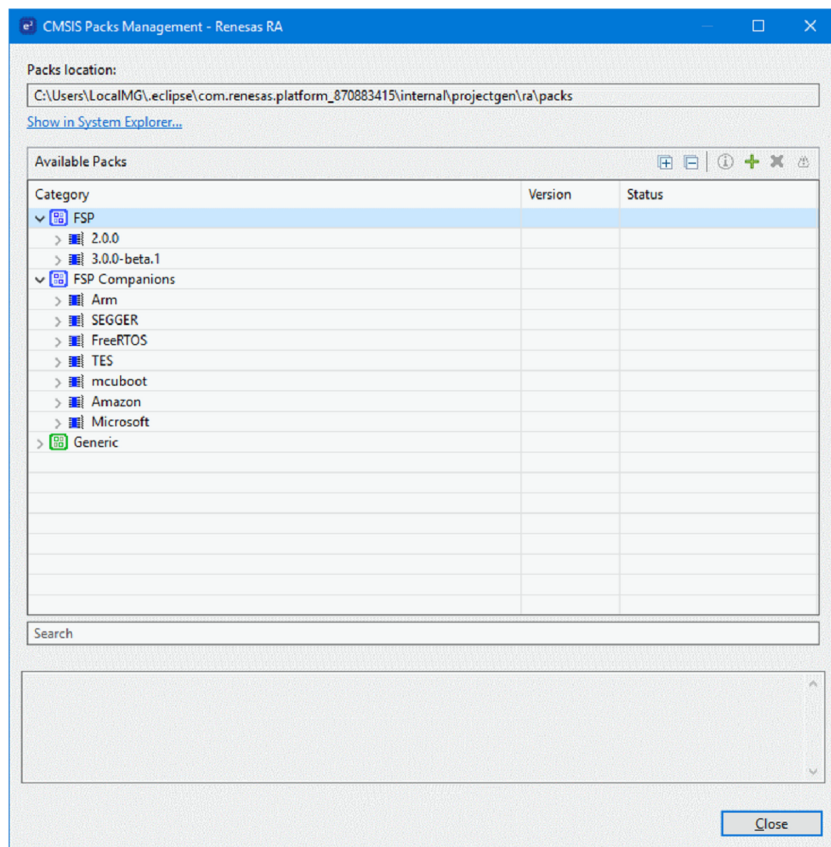 e² CMSIS Packs Management - Renesas RA
Packs location:
C:\Users\LocalMG\.eclipse\com.renesas.platform_870883415\internal\projectgen\ra\packs
Show in System Explorer...
Available Packs
Category Version Status
FSP
2.0.0
3.0.0-beta.1
FSP Companions
Arm
SEGGER
FreeRTOS
TES
mcuboot
Amazon
Microsoft
Generic
Search
Close